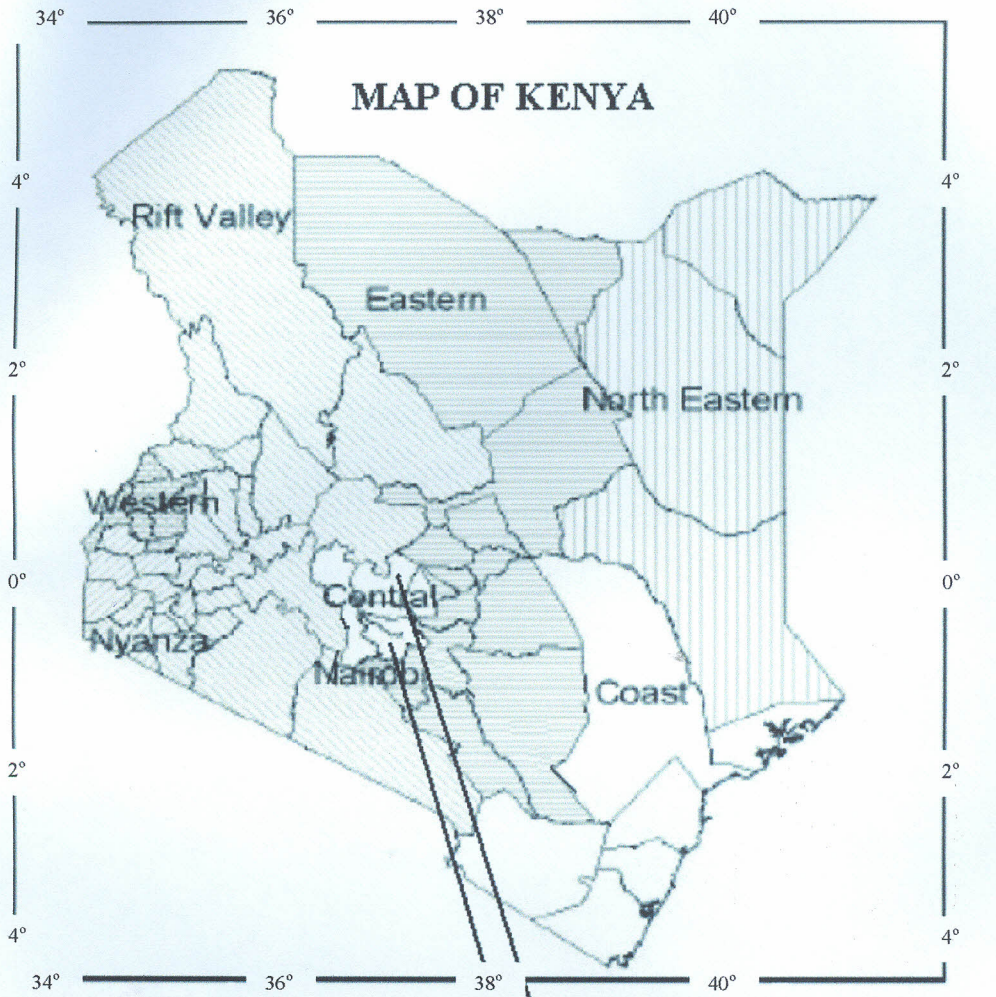 34° 36° 38° 40°
MAP OF KENYA
4° 4°
Rift Valley
Eastern
2° 2°
North Eastern
Western
0° 0°
Central
Nyanza
Nairobi
Coast
2° 2°
4° 4°
34° 36° 38° 40°